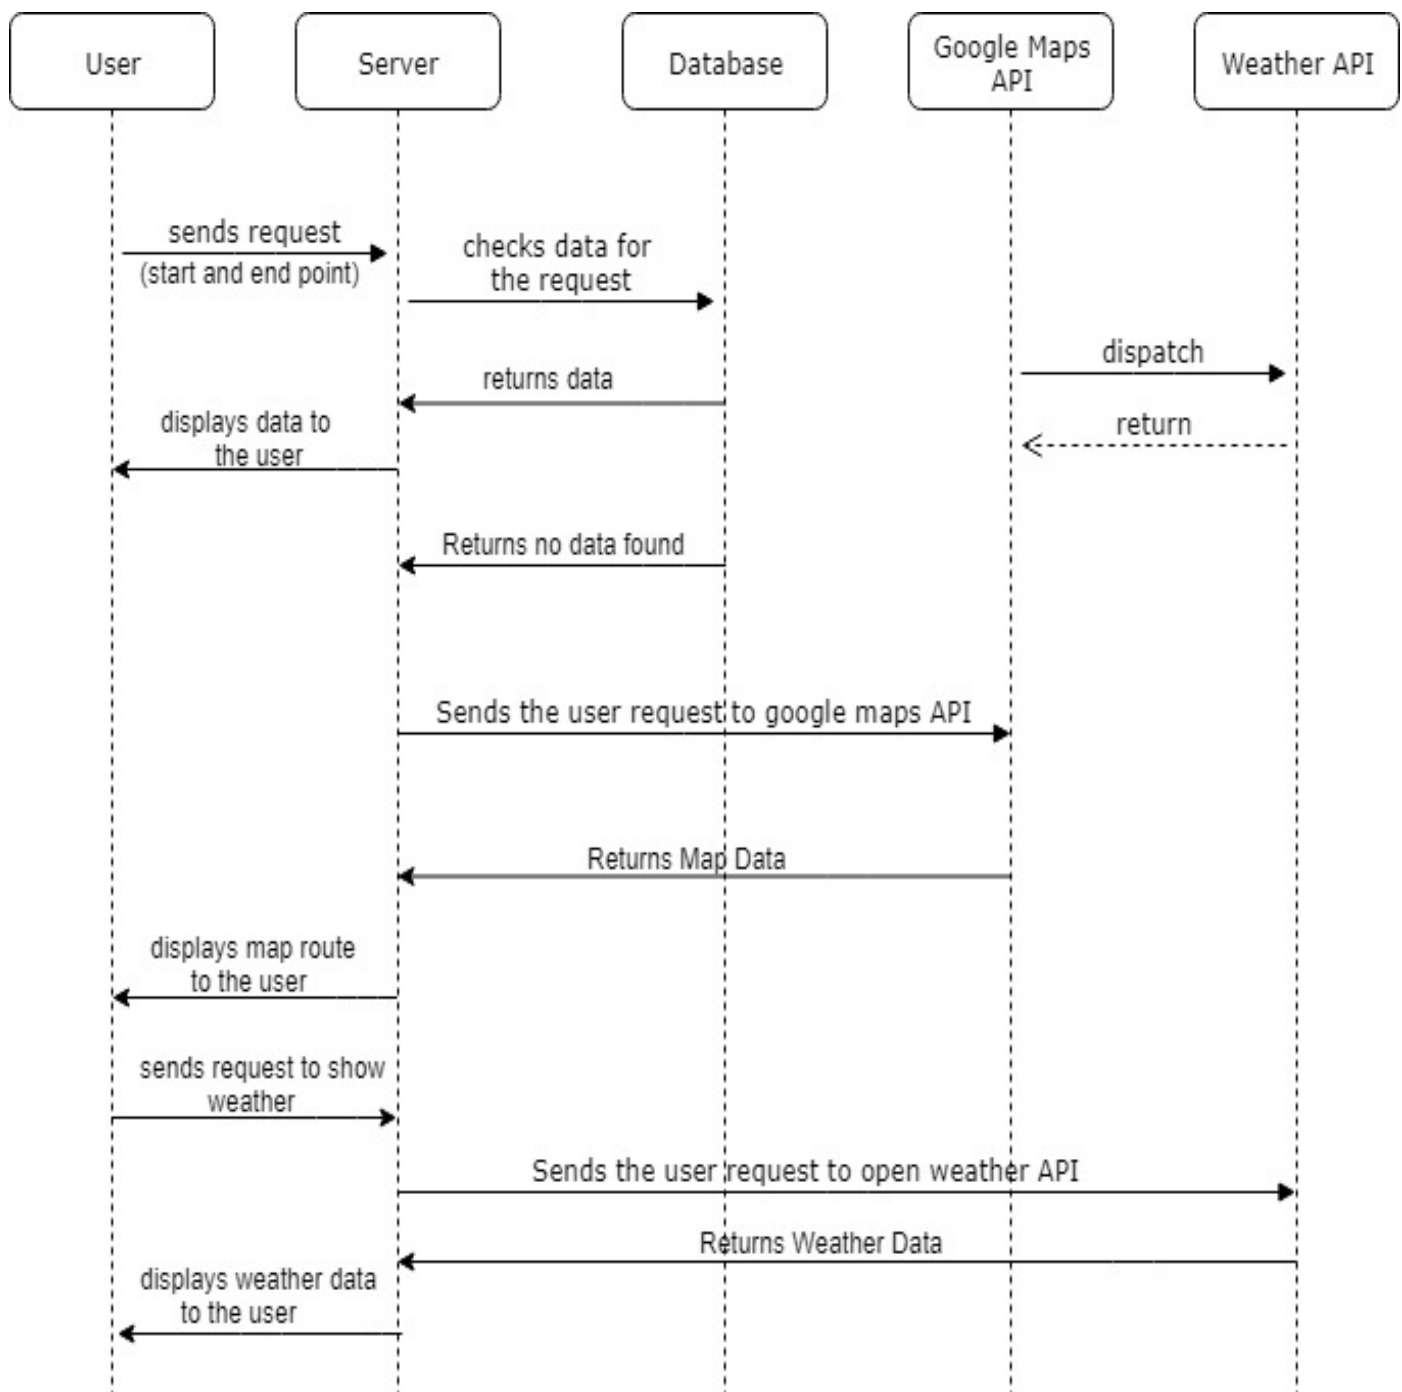 User
Server
Database
Google Maps
API
Weather API
sends request
(start and end point)
checks data for
the request
dispatch
returns data
return
displays data to
the user
Returns no data found
Sends the user request to google maps API
Returns Map Data
displays map route
to the user
sends request to show
weather
Sends the user request to open weather API
Returns Weather Data
displays weather data
to the user